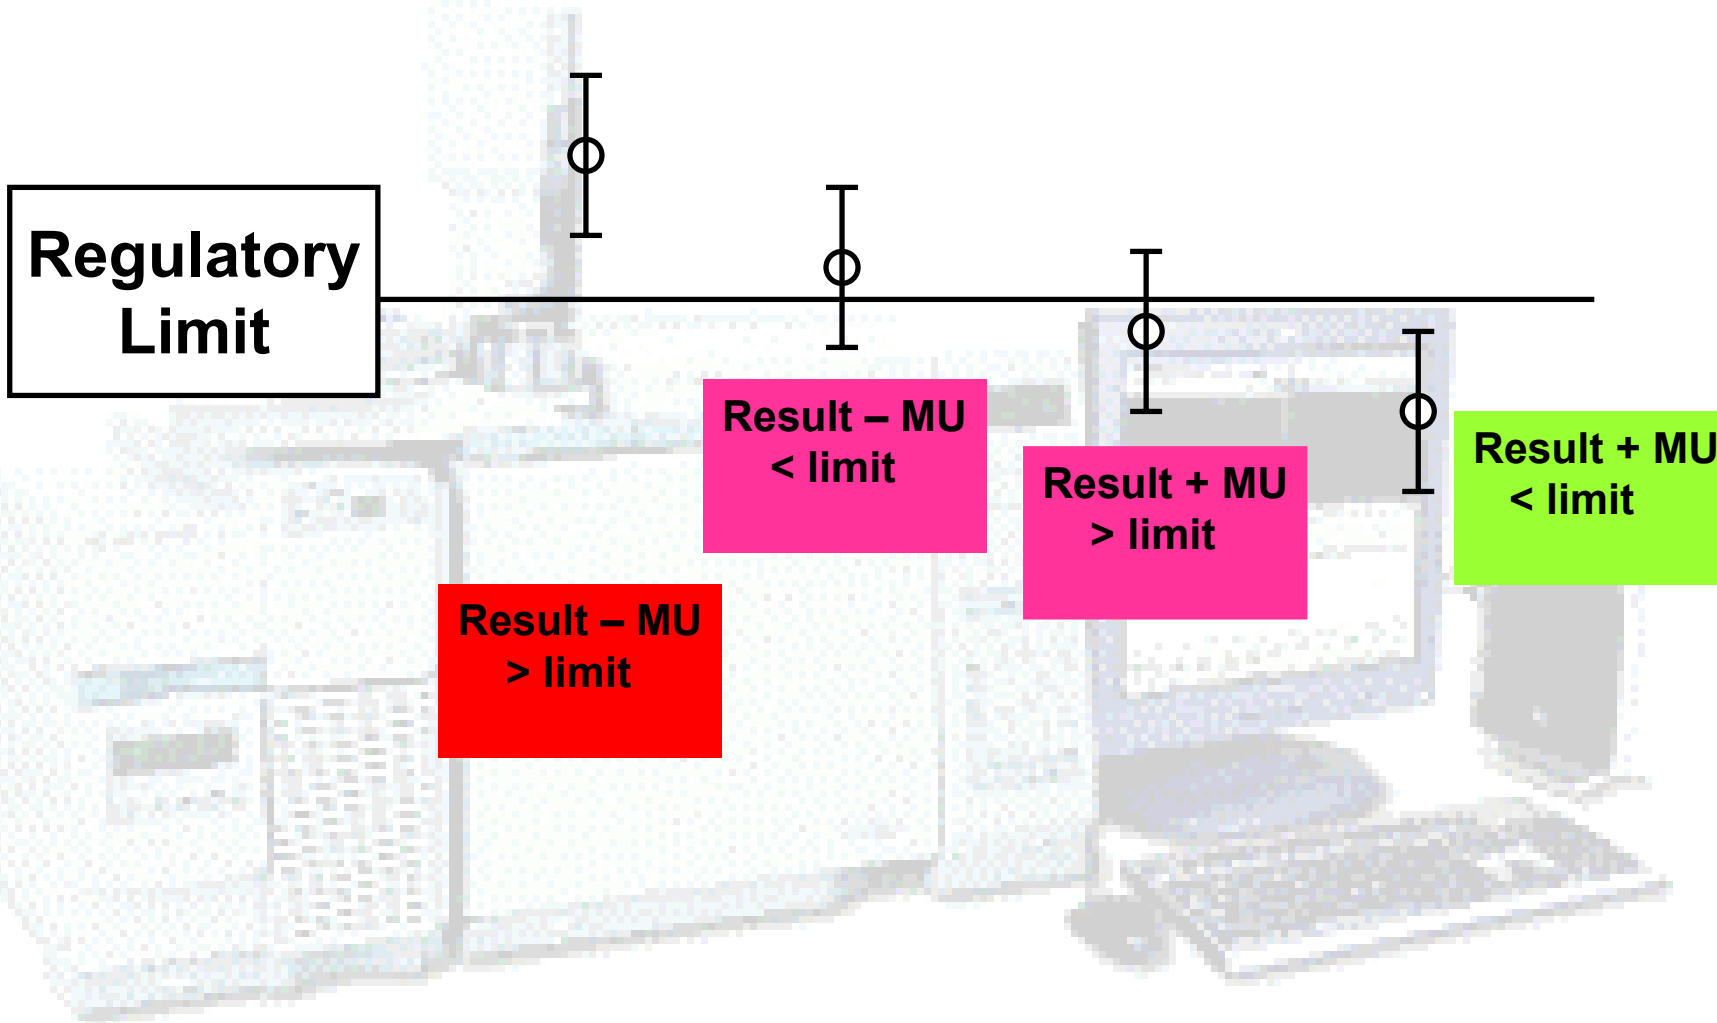 Regulatory
Limit
Result – MU
< limit
Result + MU
> limit
Result + MU
< limit
Result – MU
> limit